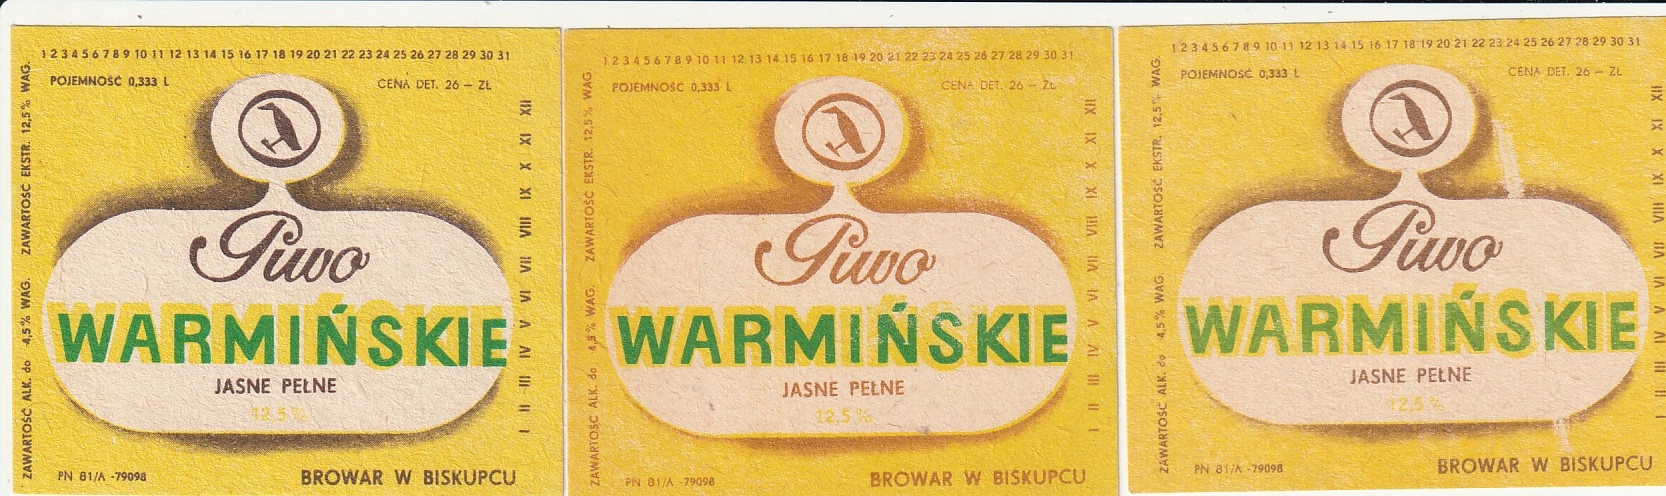 1 2 3 4 5 6 7 8 9 10 11 12 13 14 15 16 17 18 19 20 21 22 23 24 25 26 27 28 29 30 31
POJEMNOŚĆ 0,333 L
CENA DET. 26 — ZŁ
ZAWARTOŚĆ ALK. do 4,5% WAG. ZAWARTOŚĆ EKSTR. 12,5% WAG.
I II III IV V VI VII VIII IX X XI XII
Piwo
WARMIŃSKIE
JASNE PEŁNE
12,5%
PN 81/A -79098
BROWAR W BISKUPCU
1 2 3 4 5 6 7 8 9 10 11 12 13 14 15 16 17 18 19 20 21 22 23 24 25 26 27 28 29 30 31
POJEMNOŚĆ 0,333 L
CENA DET. 26 — ZŁ
ZAWARTOŚĆ ALK. do 4,5% WAG. ZAWARTOŚĆ EKSTR. 12,5% WAG.
I II III IV V VI VII VIII IX X XI XII
Piwo
WARMIŃSKIE
JASNE PEŁNE
12,5%
PN 81/A -79098
BROWAR W BISKUPCU
1 2 3 4 5 6 7 8 9 10 11 12 13 14 15 16 17 18 19 20 21 22 23 24 25 26 27 28 29 30 31
POJEMNOŚĆ 0,333 L
CENA DET. 26 — ZŁ
ZAWARTOŚĆ ALK. do 4,5% WAG. ZAWARTOŚĆ EKSTR. 12,5% WAG.
I II III IV V VI VII VIII IX X XI XII
Piwo
WARMIŃSKIE
JASNE PEŁNE
12,5%
PN 81/A -79098
BROWAR W BISKUPCU